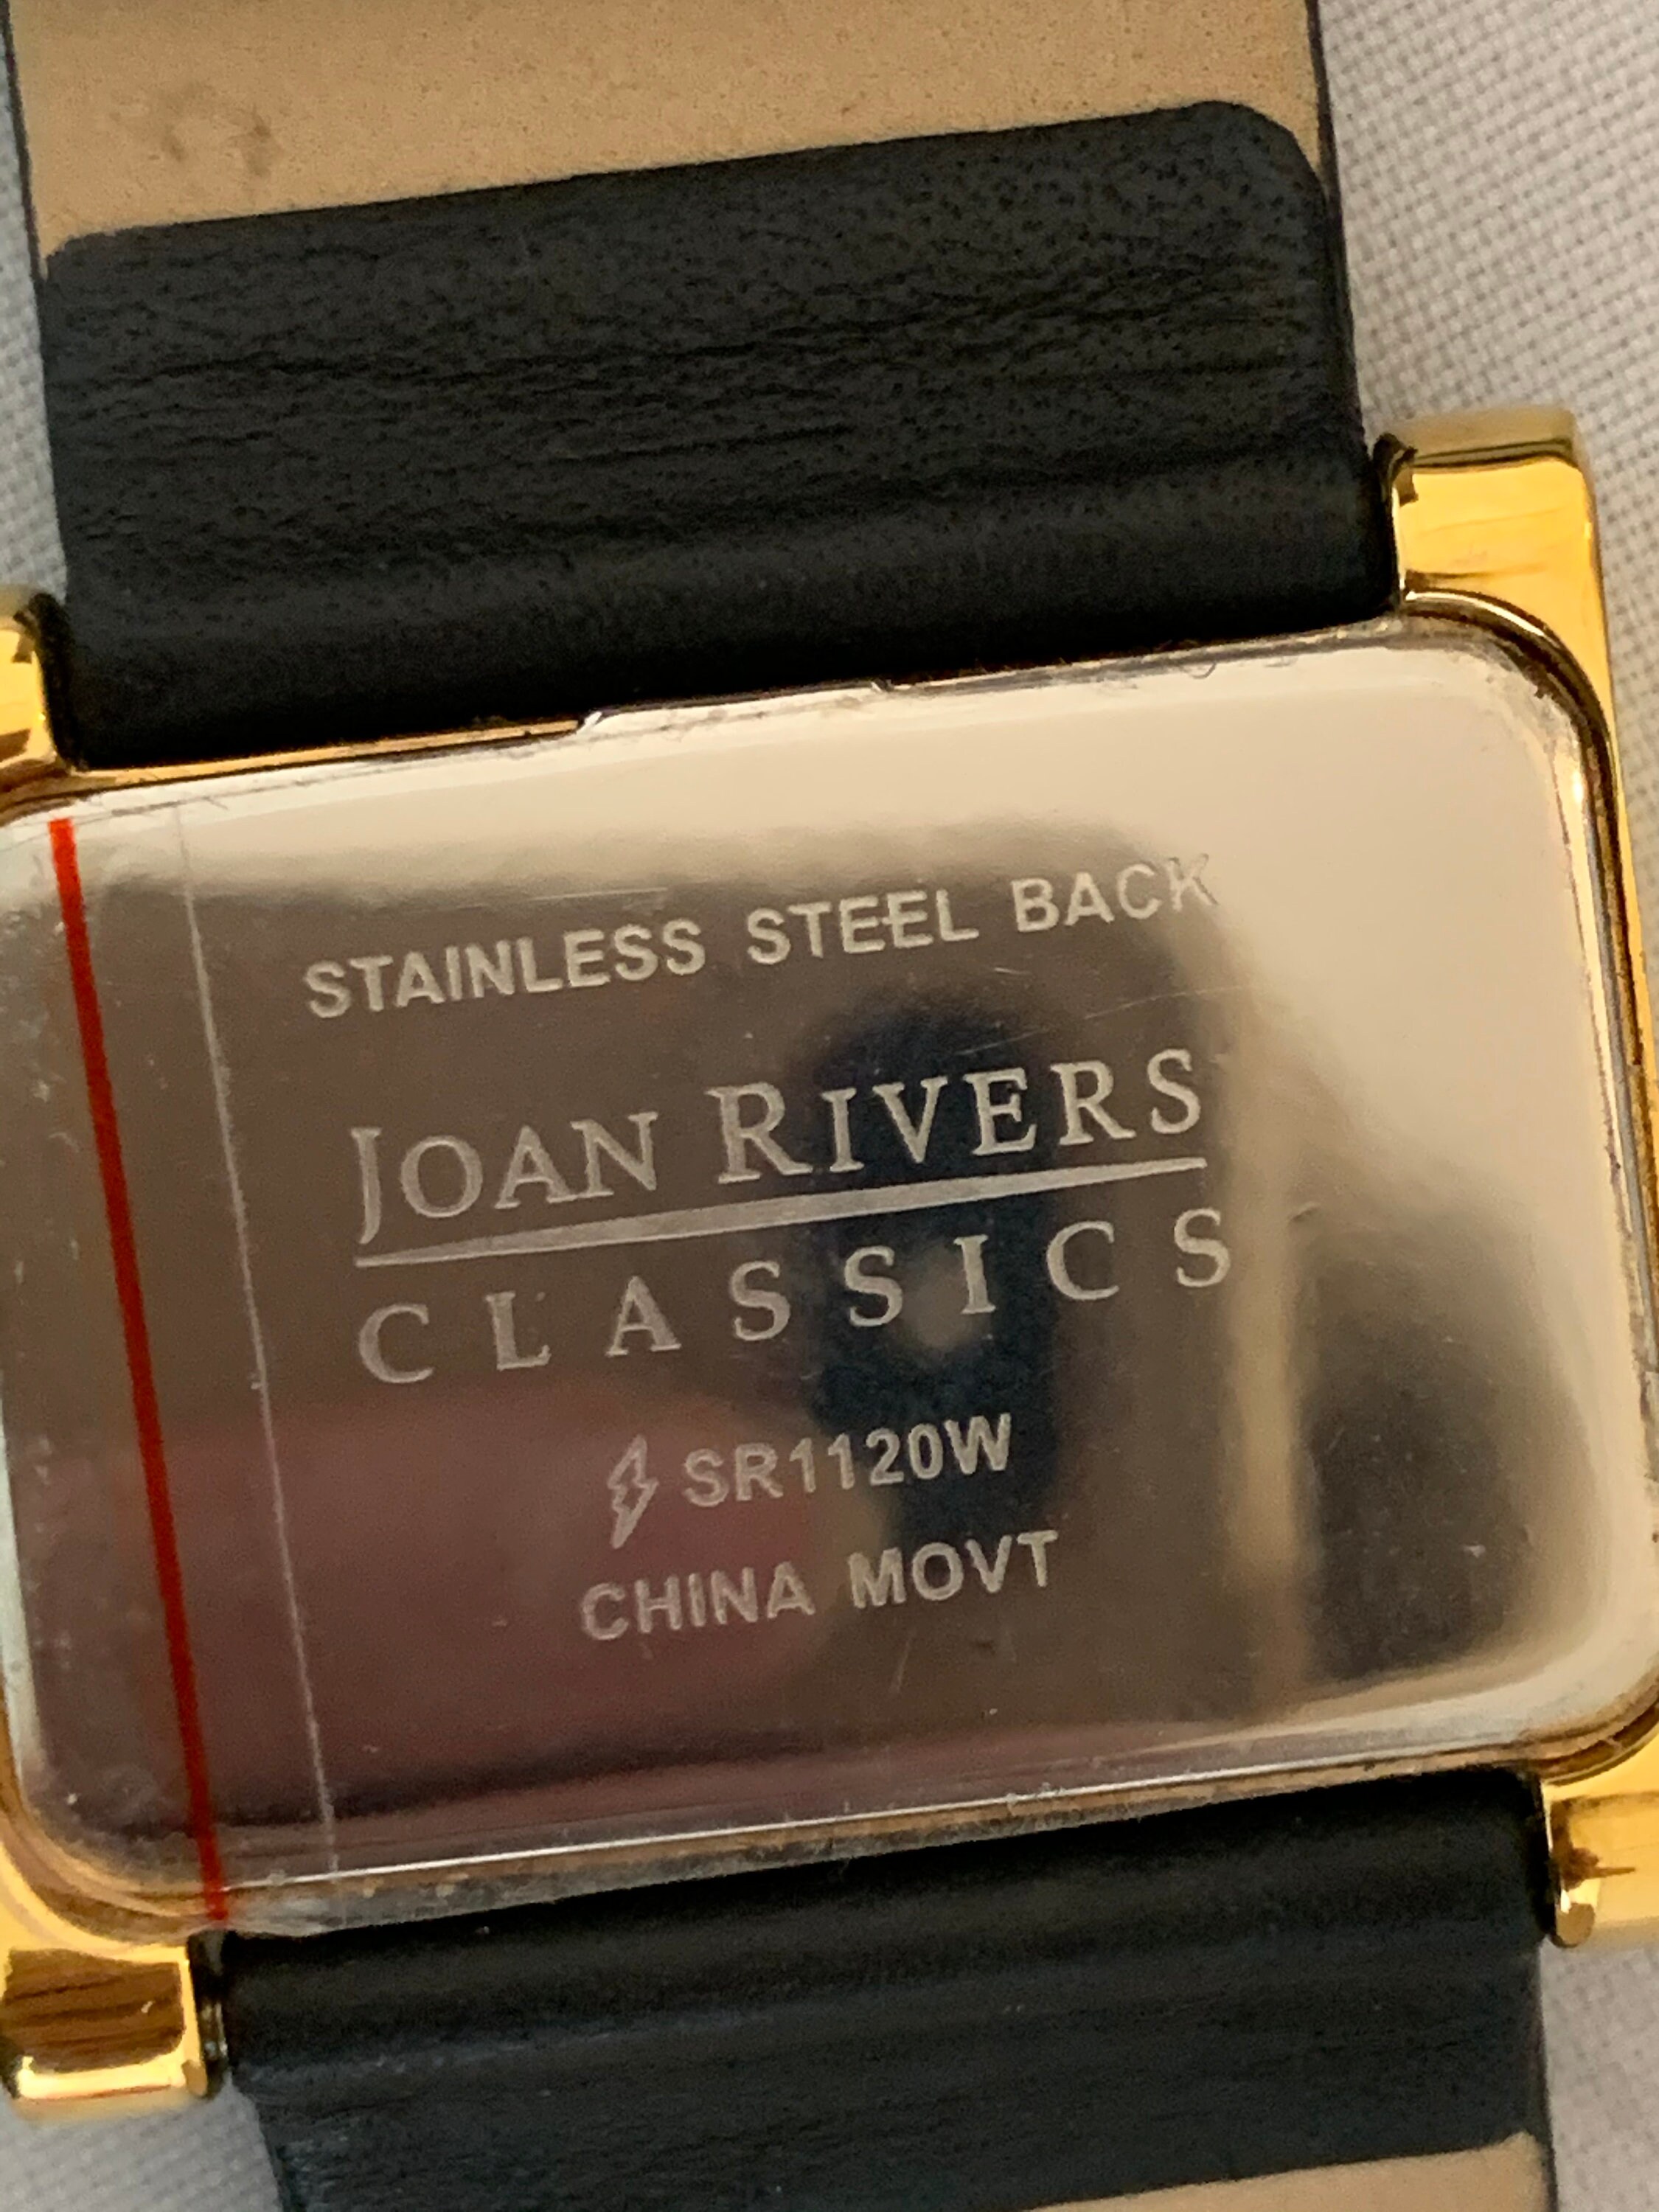 STAINLESS STEEL BACK
JOAN RIVERS
CLASSICS
SR1120W
CHINA MOVT